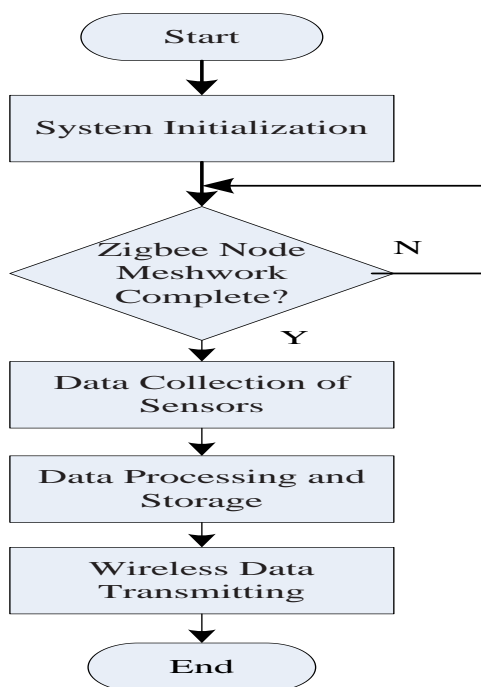 Start
System Initialization
Zigbee Node
Meshwork
Complete?
N
Y
Data Collection of
Sensors
Data Processing and
Storage
Wireless Data
Transmitting
End